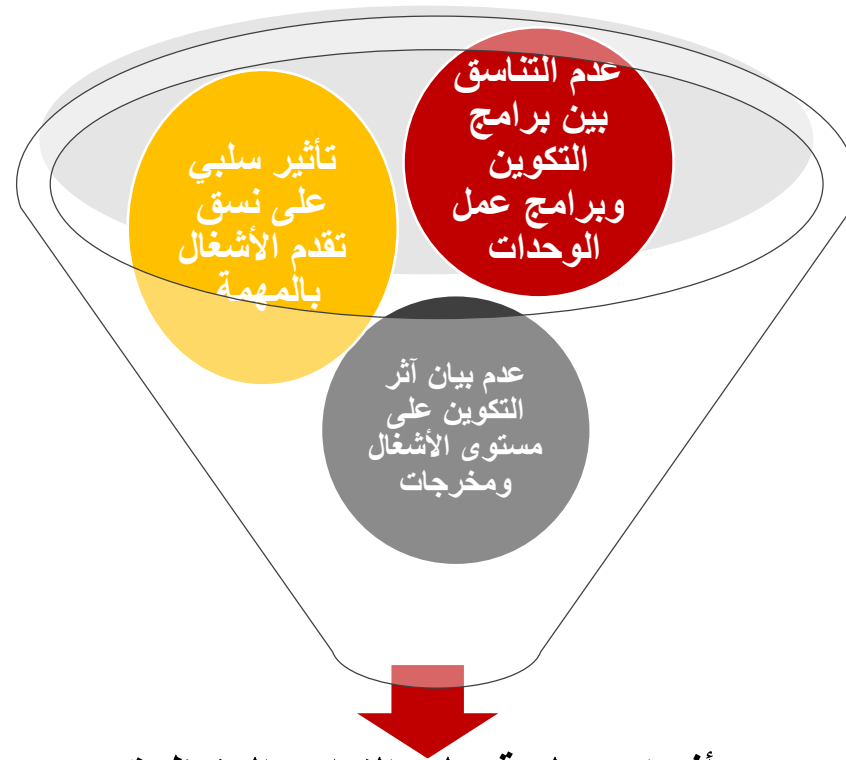 عدم التناسق
بين برامج
التكوين
وبرامج عمل
الوحدات
تأثير سلبي
على نسق
تقدم الأشغال
بالمهمة
عدم بيان آثر
التكوين على
مستوى الأشغال
ومخرجات